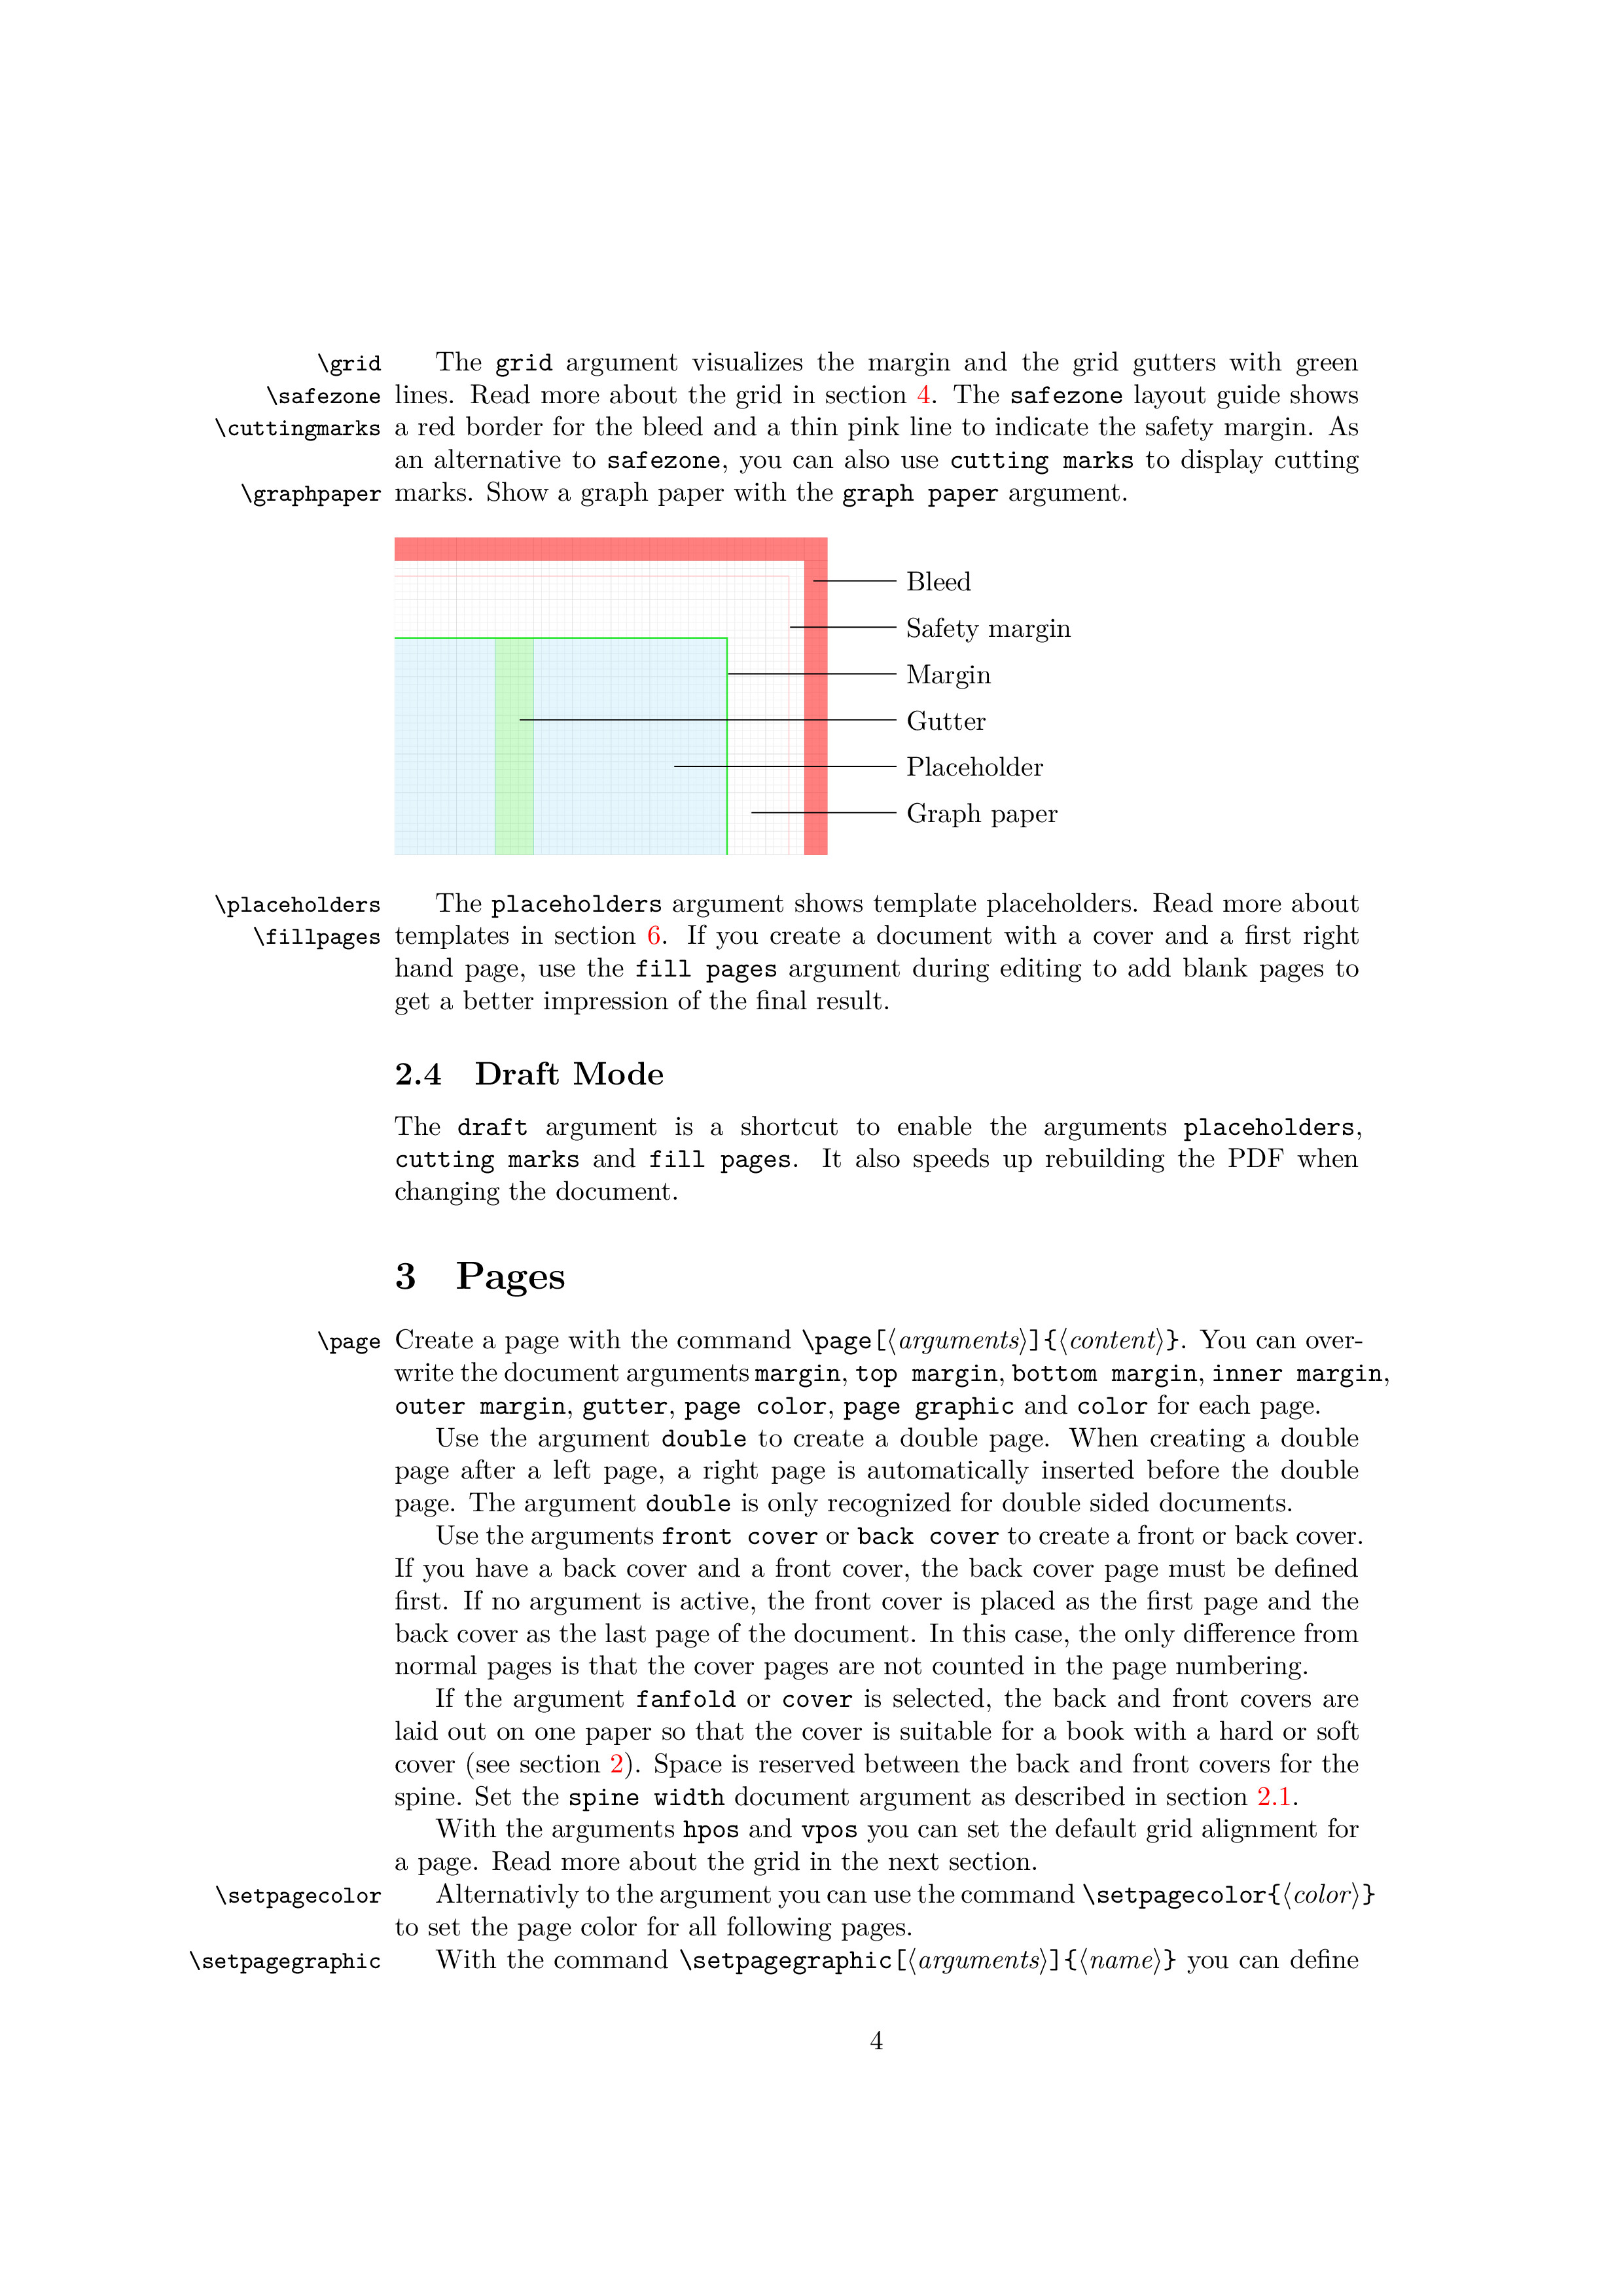 \grid The grid argument visualizes the margin and the grid gutters with green
\safezone lines. Read more about the grid in section 4. The safezone layout guide shows
\cuttingmarks a red border for the bleed and a thin pink line to indicate the safety margin. As
an alternative to safezone, you can also use cutting marks to display cutting
\graphpaper marks. Show a graph paper with the graph paper argument.
Bleed
Safety margin
Margin
Gutter
Placeholder
Graph paper
\placeholders The placeholders argument shows template placeholders. Read more about
\fillpages templates in section 6. If you create a document with a cover and a first right
hand page, use the fill pages argument during editing to add blank pages to
get a better impression of the final result.
2.4 Draft Mode
The draft argument is a shortcut to enable the arguments placeholders,
cutting marks and fill pages. It also speeds up rebuilding the PDF when
changing the document.
3 Pages
\page Create a page with the command \page[⟨arguments⟩]{⟨content⟩}. You can over-
write the document arguments margin, top margin, bottom margin, inner margin,
outer margin, gutter, page color, page graphic and color for each page.
Use the argument double to create a double page. When creating a double
page after a left page, a right page is automatically inserted before the double
page. The argument double is only recognized for double sided documents.
Use the arguments front cover or back cover to create a front or back cover.
If you have a back cover and a front cover, the back cover page must be defined
first. If no argument is active, the front cover is placed as the first page and the
back cover as the last page of the document. In this case, the only difference from
normal pages is that the cover pages are not counted in the page numbering.
If the argument fanfold or cover is selected, the back and front covers are
laid out on one paper so that the cover is suitable for a book with a hard or soft
cover (see section 2). Space is reserved between the back and front covers for the
spine. Set the spine width document argument as described in section 2.1.
With the arguments hpos and vpos you can set the default grid alignment for
a page. Read more about the grid in the next section.
\setpagecolor Alternativly to the argument you can use the command \setpagecolor{⟨color⟩}
to set the page color for all following pages.
\setpagegraphic With the command \setpagegraphic[⟨arguments⟩]{⟨name⟩} you can define
4